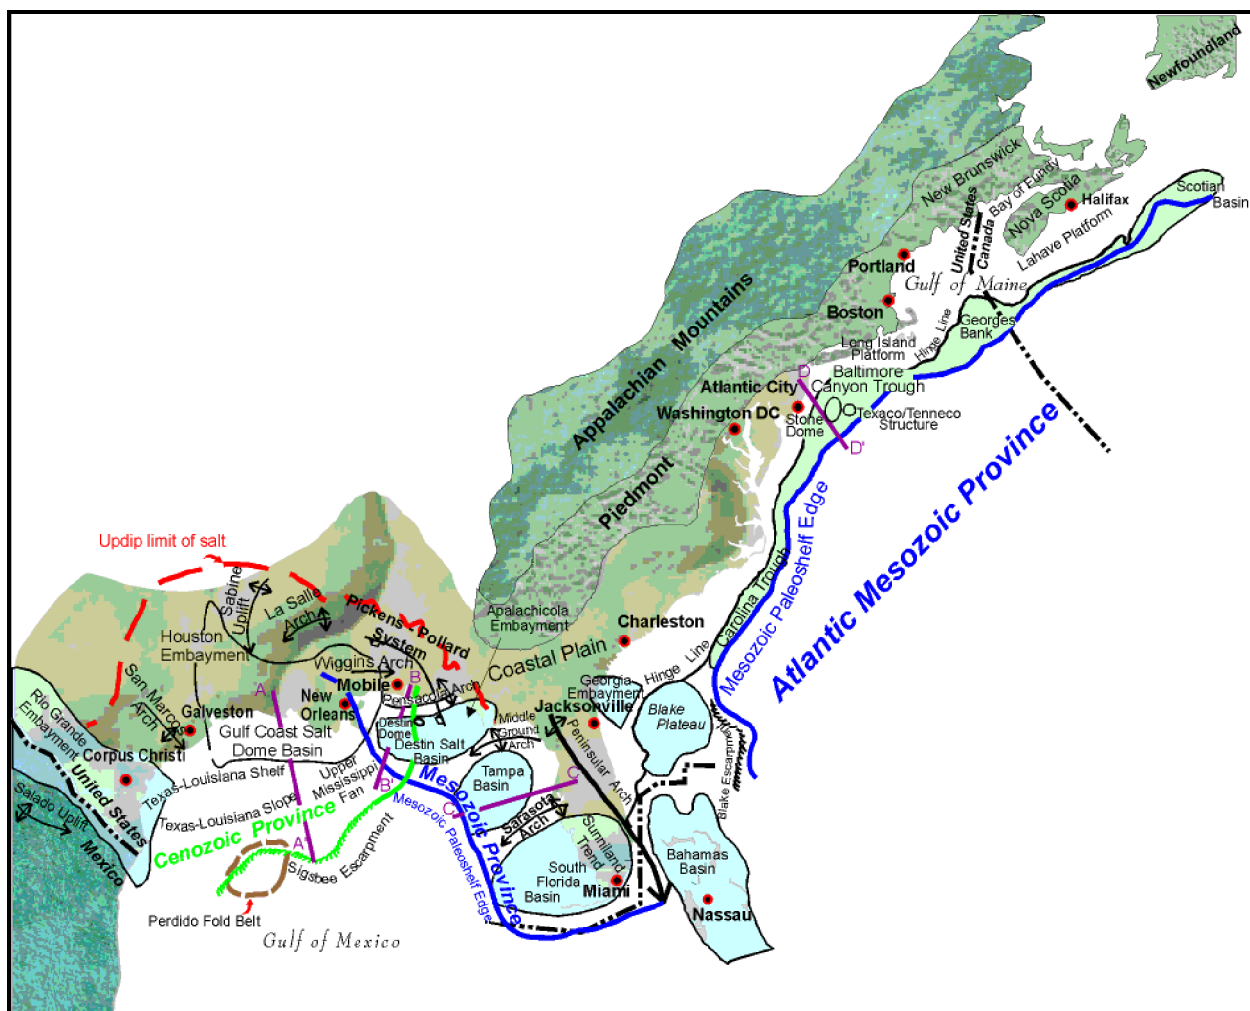 Newfoundland
New Brunswick
Bay of Fundy
Nova Scotia
Halifax
Scotian
Basin
United States
Canada
Lahave Platform
Portland
Gulf of Maine
Boston
Georges
Bank
Hinge Line
Long Island
Platform
Appalachian Mountains
Baltimore
Canyon Trough
D
Atlantic City
Washington DC
Stone
Dome
Texaco/Tenneco
Structure
D'
Piedmont
Atlantic Mesozoic Province
Mesozoic Paleoshelf Edge
Carolina Trough
Updip limit of salt
Sabine
Uplift
La Salle
Arch
Pickens - Pollard
System
Apalachicola
Embayment
Charleston
Houston
Embayment
Wiggins Arch
Coastal Plain
Hinge Line
San Marcos
Arch
A
Mobile
B
Pensacola Arch
Georgia
Embayment
Rio Grande
Embayment
Galveston
New
Orleans
Jacksonville
Blake
Plateau
Middle
Ground
Arch
Destin
Dome
Gulf Coast Salt
Dome Basin
Destin Salt
Basin
Peninsular Arch
Blake Escarpment
Corpus Christi
Texas-Louisiana Shelf
Upper
Mississippi
Fan
B'
Tampa
Basin
C
C'
Mesozoic Province
Mesozoic Paleoshelf Edge
United States
Mexico
Salado Uplift
Texas-Louisiana Slope
Cenozoic Province
A'
Sigsbee Escarpment
Sarasota
Arch
Sunniland
Trend
South
Florida
Basin
Miami
Bahamas
Basin
Nassau
Perdido Fold Belt
Gulf of Mexico